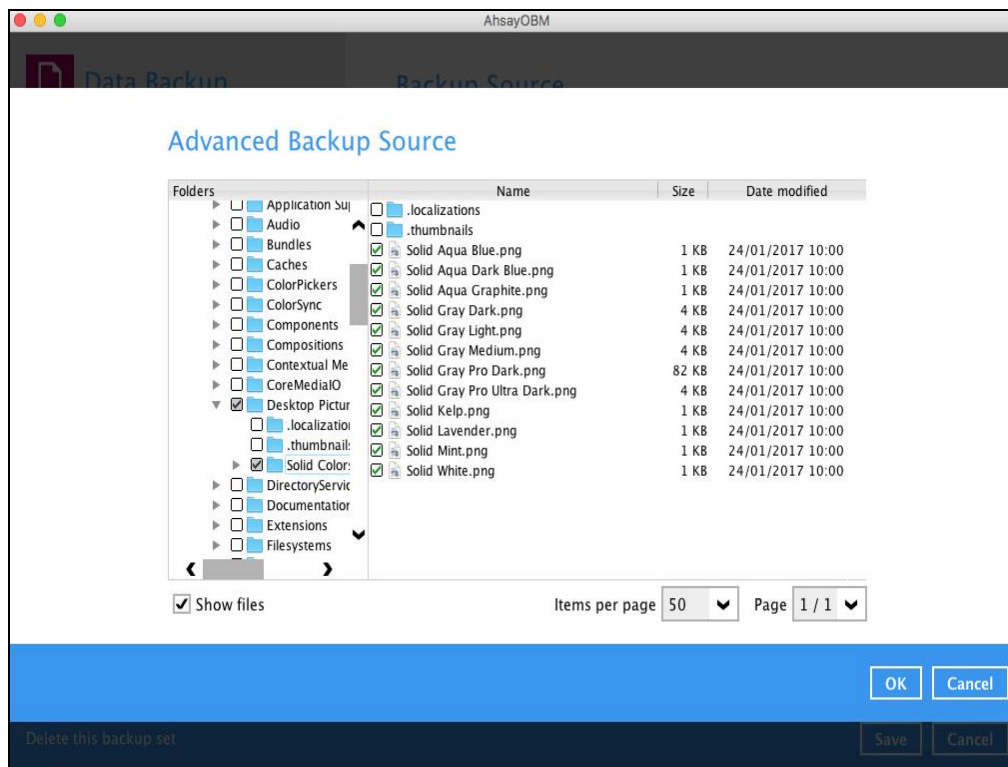 AhsayOBM
Data Backup
Backup Source
Advanced Backup Source
Folders Name Size Date modified
Application Su
Audio
Bundles
Caches
ColorPickers
ColorSync
Components
Compositions
Contextual Me
CoreMediaIO
Desktop Pictur
.localization
.thumbnails
Solid Colors
DirectoryServic
Documentation
Extensions
Filesystems
.localizations
.thumbnails
Solid Aqua Blue.png 1 KB 24/01/2017 10:00
Solid Aqua Dark Blue.png 1 KB 24/01/2017 10:00
Solid Aqua Graphite.png 1 KB 24/01/2017 10:00
Solid Gray Dark.png 4 KB 24/01/2017 10:00
Solid Gray Light.png 4 KB 24/01/2017 10:00
Solid Gray Medium.png 4 KB 24/01/2017 10:00
Solid Gray Pro Dark.png 82 KB 24/01/2017 10:00
Solid Gray Pro Ultra Dark.png 4 KB 24/01/2017 10:00
Solid Kelp.png 1 KB 24/01/2017 10:00
Solid Lavender.png 1 KB 24/01/2017 10:00
Solid Mint.png 1 KB 24/01/2017 10:00
Solid White.png 1 KB 24/01/2017 10:00
Show files Items per page 50 Page 1 / 1
OK Cancel
Delete this backup set Save Cancel